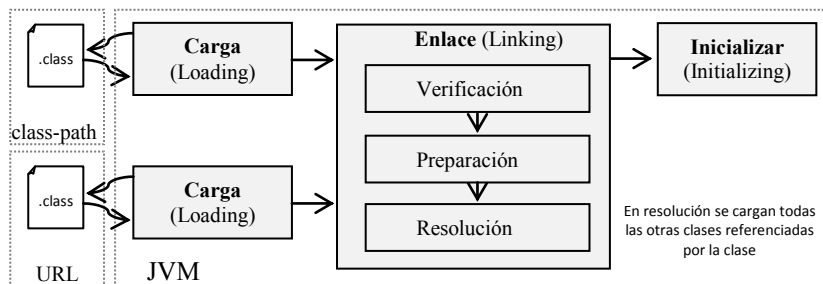 .class
class-path
Carga
(Loading)
Enlace (Linking)
Verificación
Preparación
Resolución
Inicializar
(Initializing)
.class
URL
Carga
(Loading)
JVM
En resolución se cargan todas
las otras clases referenciadas
por la clase